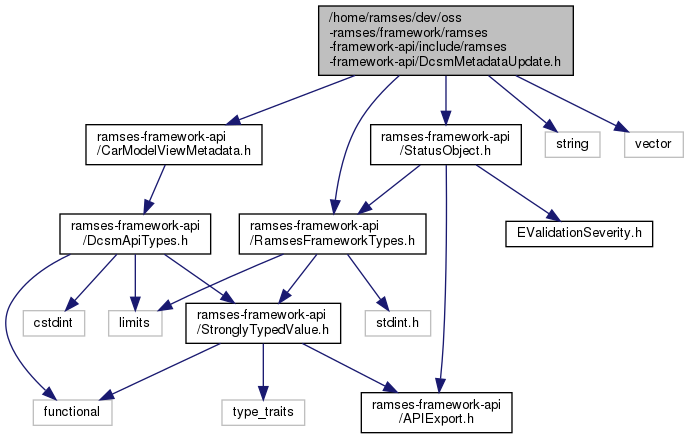 /home/ramses/dev/oss
-ramses/framework/ramses
-framework-api/include/ramses
-framework-api/DcsmMetadataUpdate.h
ramses-framework-api
/CarModelViewMetadata.h
ramses-framework-api
/StatusObject.h
string
vector
ramses-framework-api
/DcsmApiTypes.h
ramses-framework-api
/RamsesFrameworkTypes.h
EValidationSeverity.h
cstdint
limits
ramses-framework-api
/StronglyTypedValue.h
stdint.h
functional
type_traits
ramses-framework-api
/APIExport.h